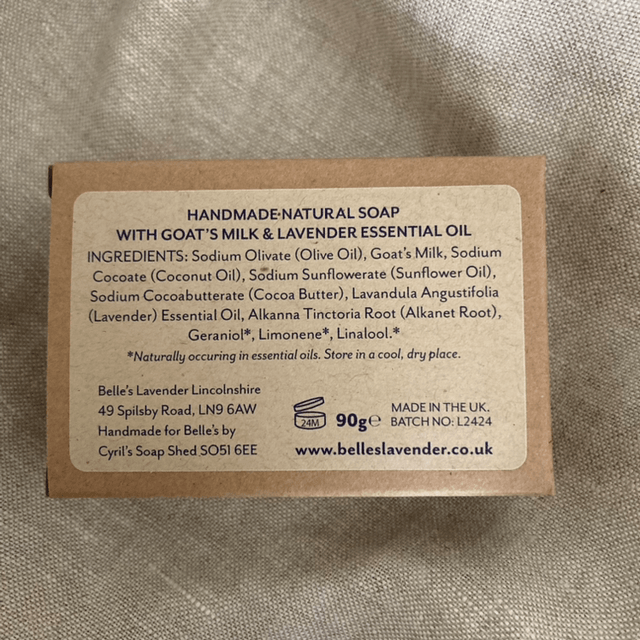 HANDMADE NATURAL SOAP
WITH GOAT'S MILK & LAVENDER ESSENTIAL OIL
INGREDIENTS: Sodium Olivate (Olive Oil), Goat's Milk, Sodium
Cocoate (Coconut Oil), Sodium Sunflowerate (Sunflower Oil),
Sodium Cocoabutterate (Cocoa Butter), Lavandula Angustifolia
(Lavender) Essential Oil, Alkanna Tinctoria Root (Alkanet Root),
Geraniol*, Limonene*, Linalool.*
*Naturally occuring in essential oils. Store in a cool, dry place.
Belle's Lavender Lincolnshire
49 Spilsby Road, LN9 6AW
Handmade for Belle's by
Cyril's Soap Shed SO51 6EE
24M
90g℮
MADE IN THE UK.
BATCH NO: L2424
www.belleslavender.co.uk